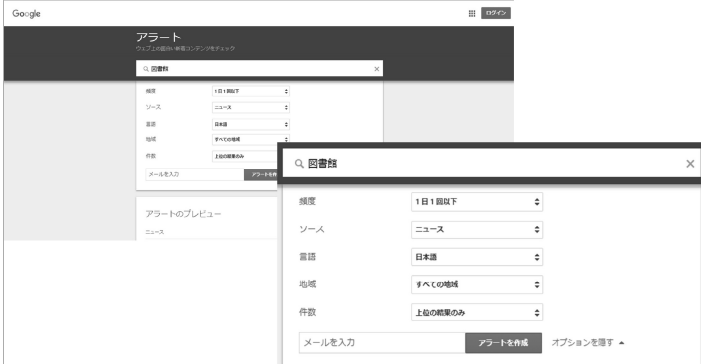 Google
ログイン
アラート
ウェブ上の面白い新着コンテンツをチェック
図書館
頻度 1日1回以下
ソース ニュース
言語 日本語
地域 すべての地域
件数 上位の結果のみ
メールを入力 アラートを作
アラートのプレビュー
ニュース
図書館
頻度 1日1回以下
ソース ニュース
言語 日本語
地域 すべての地域
件数 上位の結果のみ
メールを入力 アラートを作成 オプションを隠す